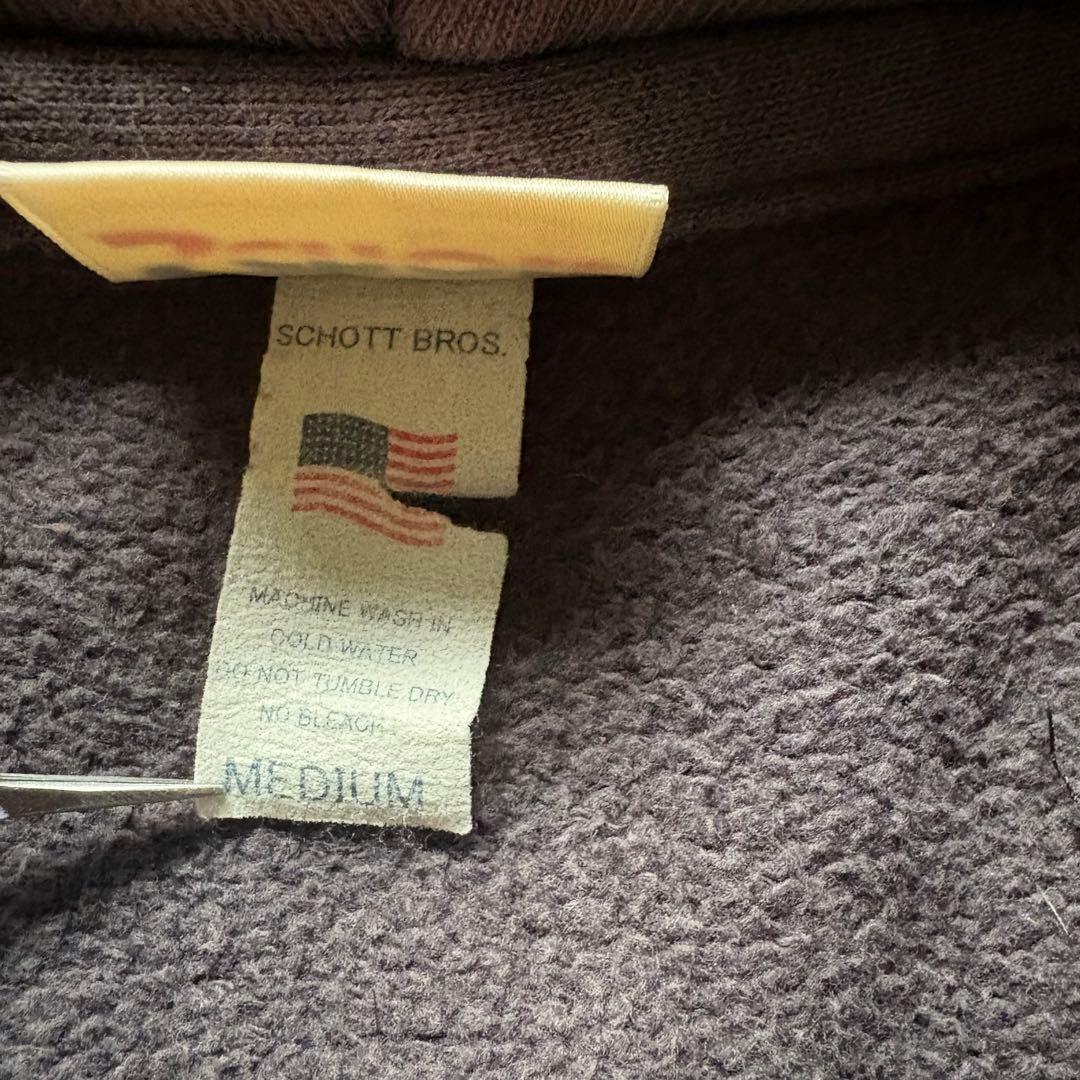 SCHOTT BROS.
MACHINE WASH IN
COLD WATER
DO NOT TUMBLE DRY
NO BLEACH
MEDIUM